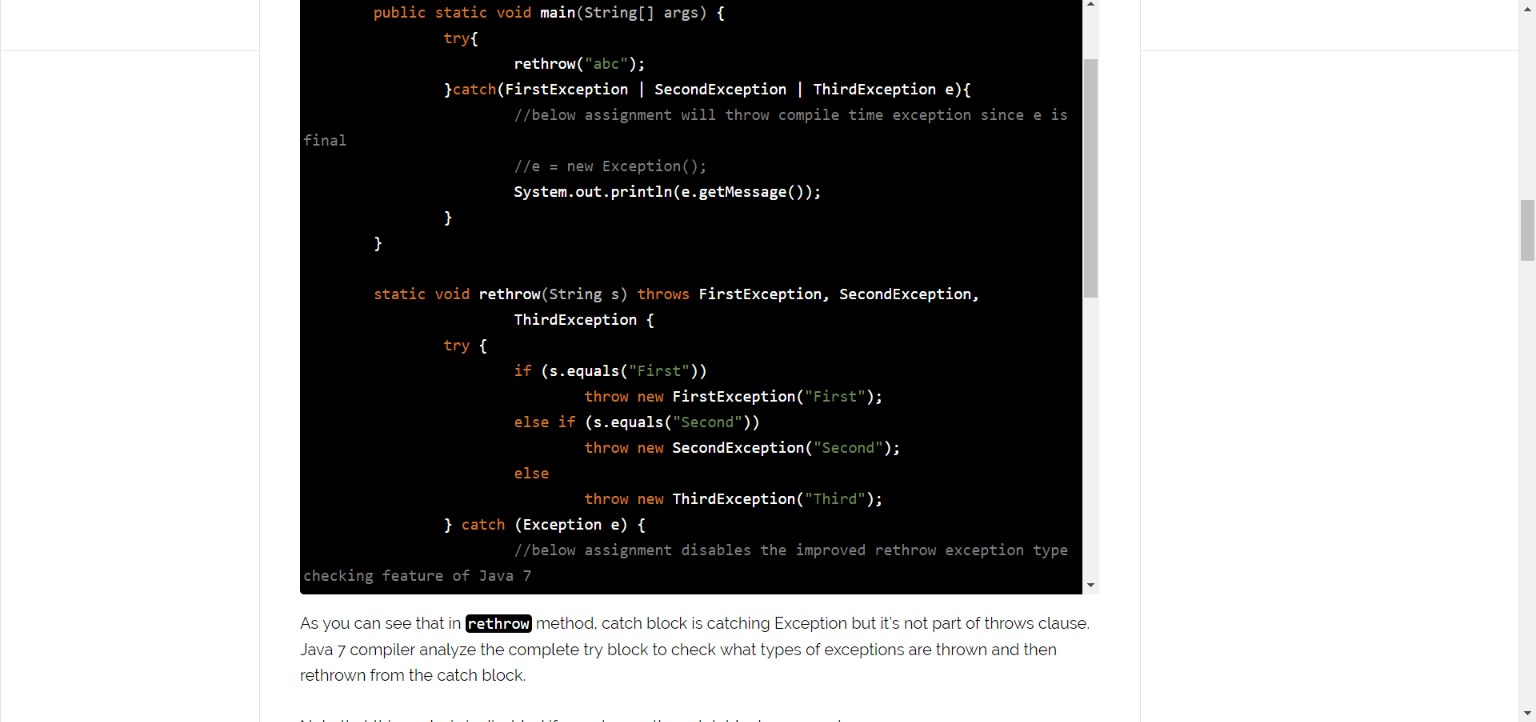 public static void main(String[] args) {
try{
rethrow("abc");
}catch(FirstException | SecondException | ThirdException e){
//below assignment will throw compile time exception since e is
final
//e = new Exception();
System.out.println(e.getMessage());
}
}
static void rethrow(String s) throws FirstException, SecondException,
ThirdException {
try {
if (s.equals("First"))
throw new FirstException("First");
else if (s.equals("Second"))
throw new SecondException("Second");
else
throw new ThirdException("Third");
} catch (Exception e) {
//below assignment disables the improved rethrow exception type
checking feature of Java 7
As you can see that in rethrow method, catch block is catching Exception but it's not part of throws clause.
Java 7 compiler analyze the complete try block to check what types of exceptions are thrown and then
rethrown from the catch block.